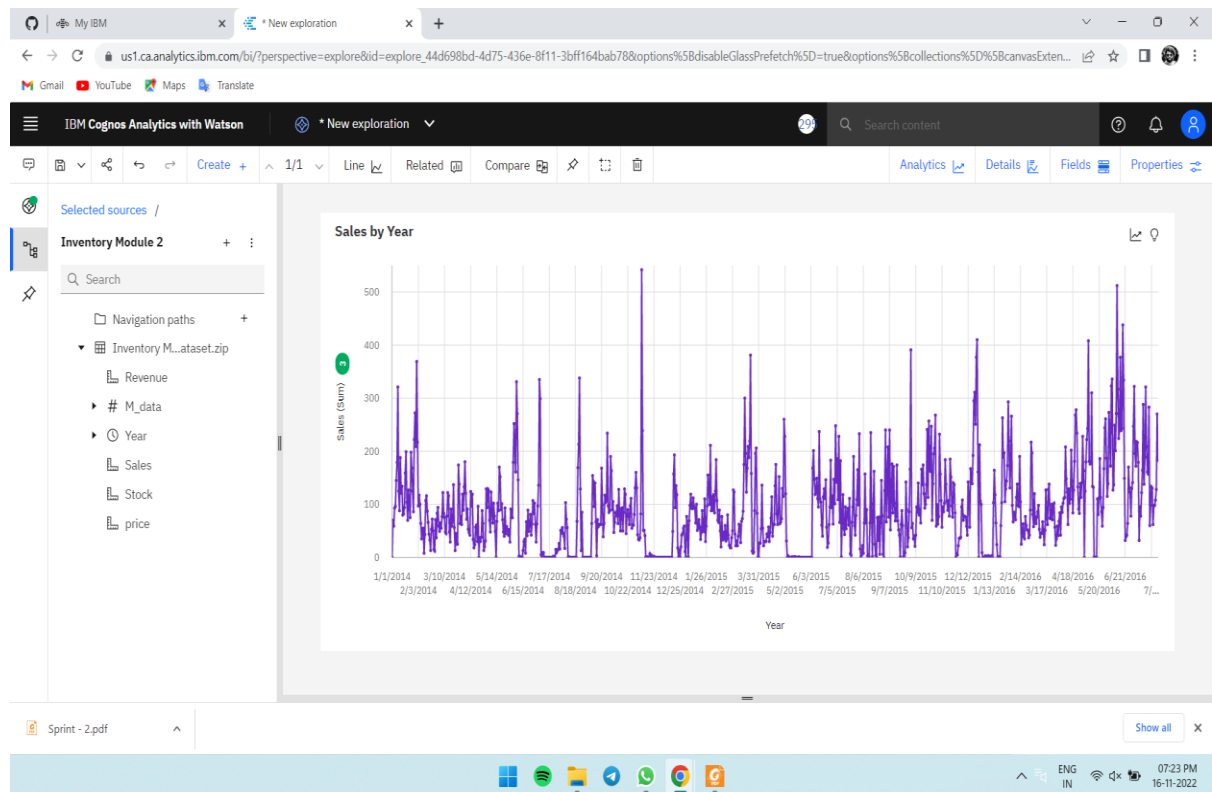 My IBM
* New exploration
us1.ca.analytics.ibm.com/bi/?perspective=explore&id=explore_44d698bd-4d75-436e-8f11-3bff164bab78&options%5BdisableGlassPrefetch%5D=true&options%5Bcollections%5D%5BcanvasExten...
Gmail YouTube Maps Translate
IBM Cognos Analytics with Watson * New exploration 295 Search content
Create + 1/1 Line Related Compare Analytics Details Fields Properties
Selected sources /
Inventory Module 2
Search
Navigation paths
Inventory M...ataset.zip
Revenue
# M_data
Year
Sales
Stock
price
Sales by Year
500
400
300
200
100
0
3
Sales (Sum)
1/1/2014 3/10/2014 5/14/2014 7/17/2014 9/20/2014 11/23/2014 1/26/2015 3/31/2015 6/3/2015 8/6/2015 10/9/2015 12/12/2015 2/14/2016 4/18/2016 6/21/2016
2/3/2014 4/12/2014 6/15/2014 8/18/2014 10/22/2014 12/25/2014 2/27/2015 5/2/2015 7/5/2015 9/7/2015 11/10/2015 1/13/2016 3/17/2016 5/20/2016 7/...
Year
Sprint - 2.pdf
Show all
ENG
IN
07:23 PM
16-11-2022